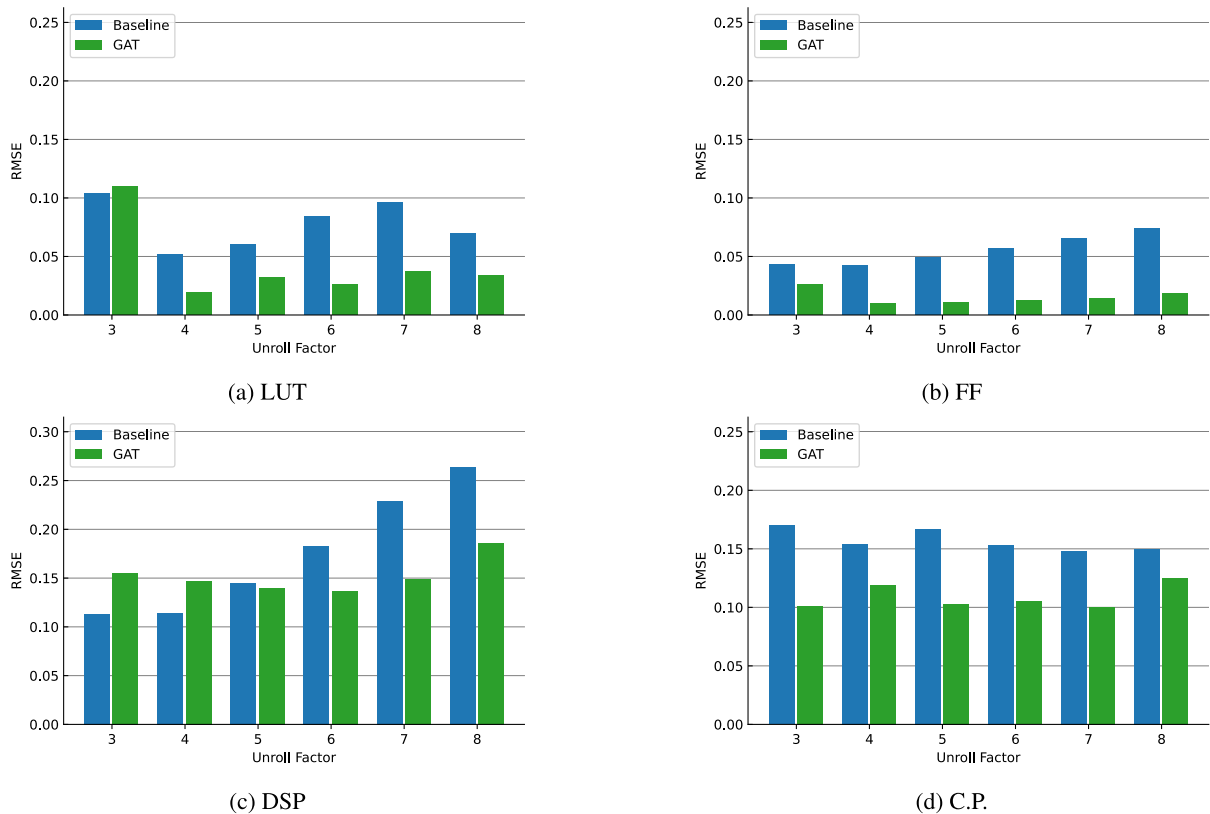 0.25
0.20
0.15
0.10
0.05
0.00
RMSE
Baseline
GAT
3 4 5 6 7 8
Unroll Factor
(a) LUT
0.25
0.20
0.15
0.10
0.05
0.00
RMSE
Baseline
GAT
3 4 5 6 7 8
Unroll Factor
(b) FF
0.30
0.25
0.20
0.15
0.10
0.05
0.00
RMSE
Baseline
GAT
3 4 5 6 7 8
Unroll Factor
(c) DSP
0.25
0.20
0.15
0.10
0.05
0.00
RMSE
Baseline
GAT
3 4 5 6 7 8
Unroll Factor
(d) C.P.